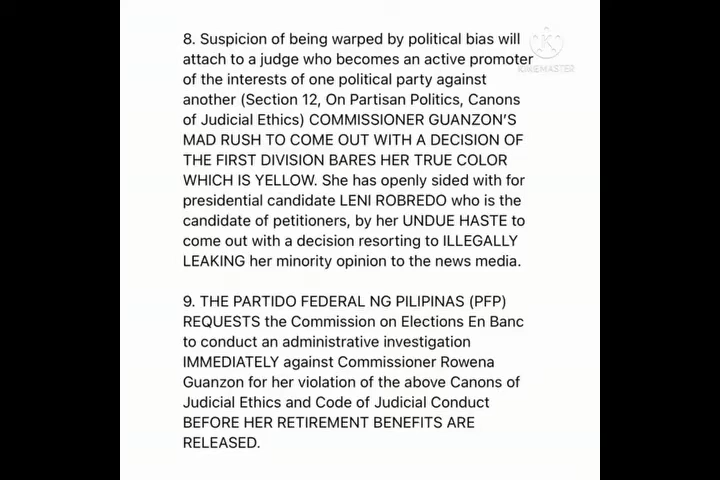 8. Suspicion of being warped by political bias will
attach to a judge who becomes an active promoter
of the interests of one political party against
another (Section 12, On Partisan Politics, Canons
of Judicial Ethics) COMMISSIONER GUANZON'S
MAD RUSH TO COME OUT WITH A DECISION OF
THE FIRST DIVISION BARES HER TRUE COLOR
WHICH IS YELLOW. She has openly sided with for
presidential candidate LENI ROBREDO who is the
candidate of petitioners, by her UNDUE HASTE to
come out with a decision resorting to ILLEGALLY
LEAKING her minority opinion to the news media.
9. THE PARTIDO FEDERAL NG PILIPINAS (PFP)
REQUESTS the Commission on Elections En Banc
to conduct an administrative investigation
IMMEDIATELY against Commissioner Rowena
Guanzon for her violation of the above Canons of
Judicial Ethics and Code of Judicial Conduct
BEFORE HER RETIREMENT BENEFITS ARE
RELEASED.
KINEMASTER